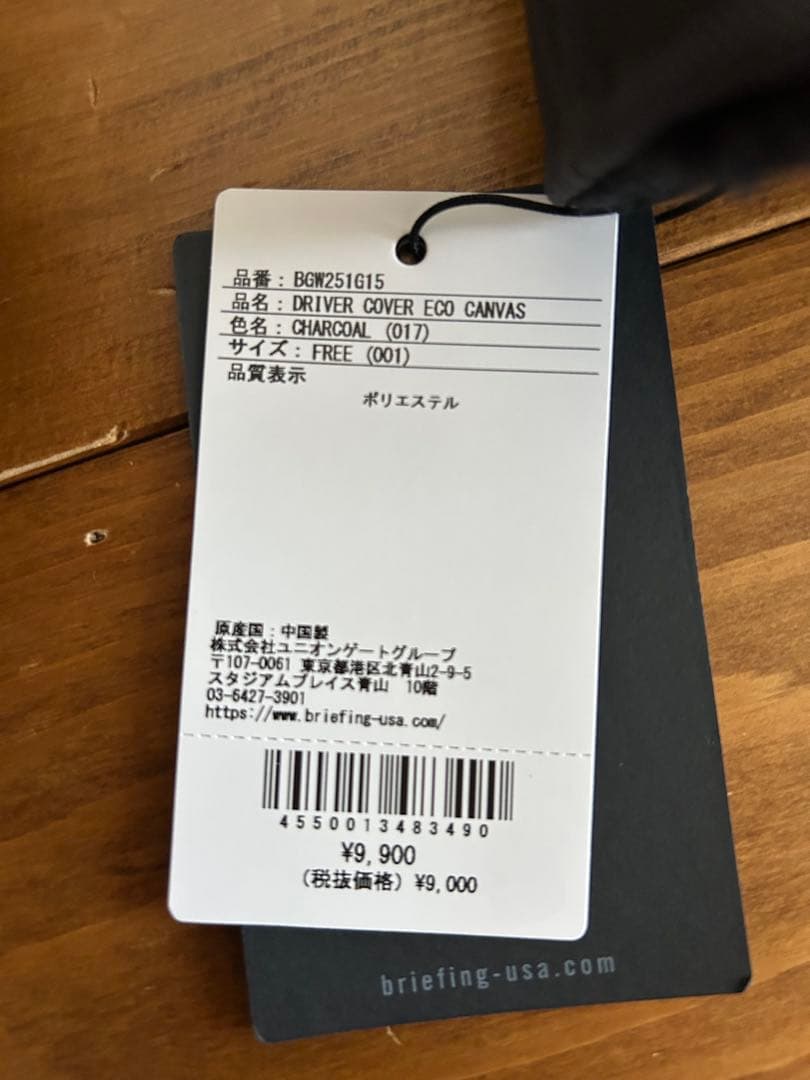 品番: BGW251G15
品名: DRIVER COVER ECO CANVAS
色名: CHARCOAL (017)
サイズ: FREE (001)
品質表示
ポリエステル
原産国:中国製
株式会社ユニオンゲートグループ
〒107-0061 東京都港区北青山2-9-5
スタジアムプレイス青山 10階
03-6427-3901
https://www.briefing-usa.com/
4550013483490
¥9,900
(税抜価格) ¥9,000
briefing-usa.com